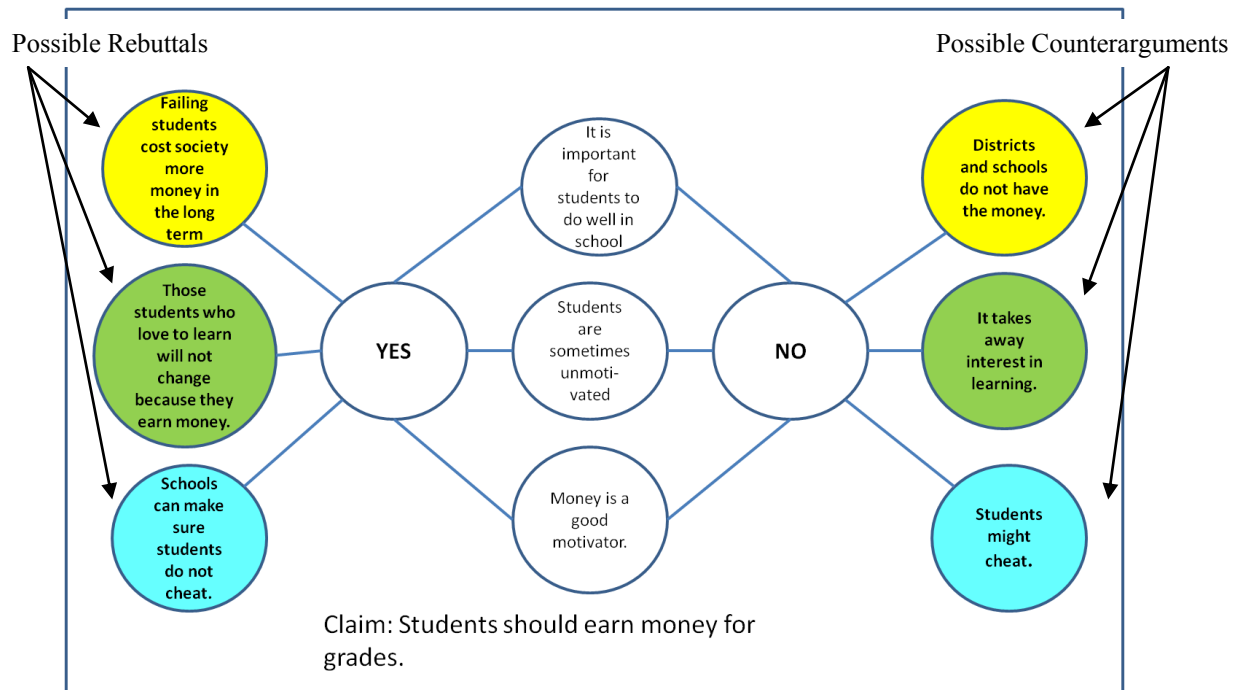 Possible Rebuttals
Possible Counterarguments
Failing
students
cost society
more
money in
the long
term
Those
students who
love to learn
will not
change
because they
earn money.
Schools
can make
sure
students
do not
cheat.
YES
It is
important
for
students to
do well in
school
Students
are
sometimes
unmoti-
vated
Money is a
good
motivator.
NO
Districts
and schools
do not have
the money.
It takes
away
interest in
learning.
Students
might
cheat.
Claim: Students should earn money for
grades.